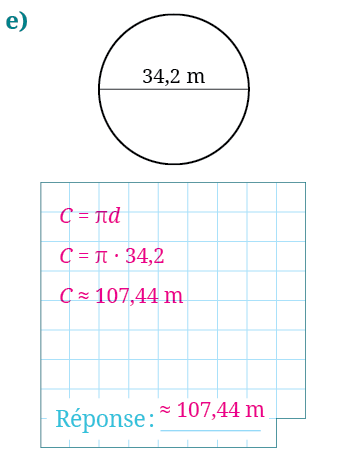 e)
34,2 m
C = πd
C = π · 34,2
C ≈ 107,44 m
Réponse : ≈ 107,44 m